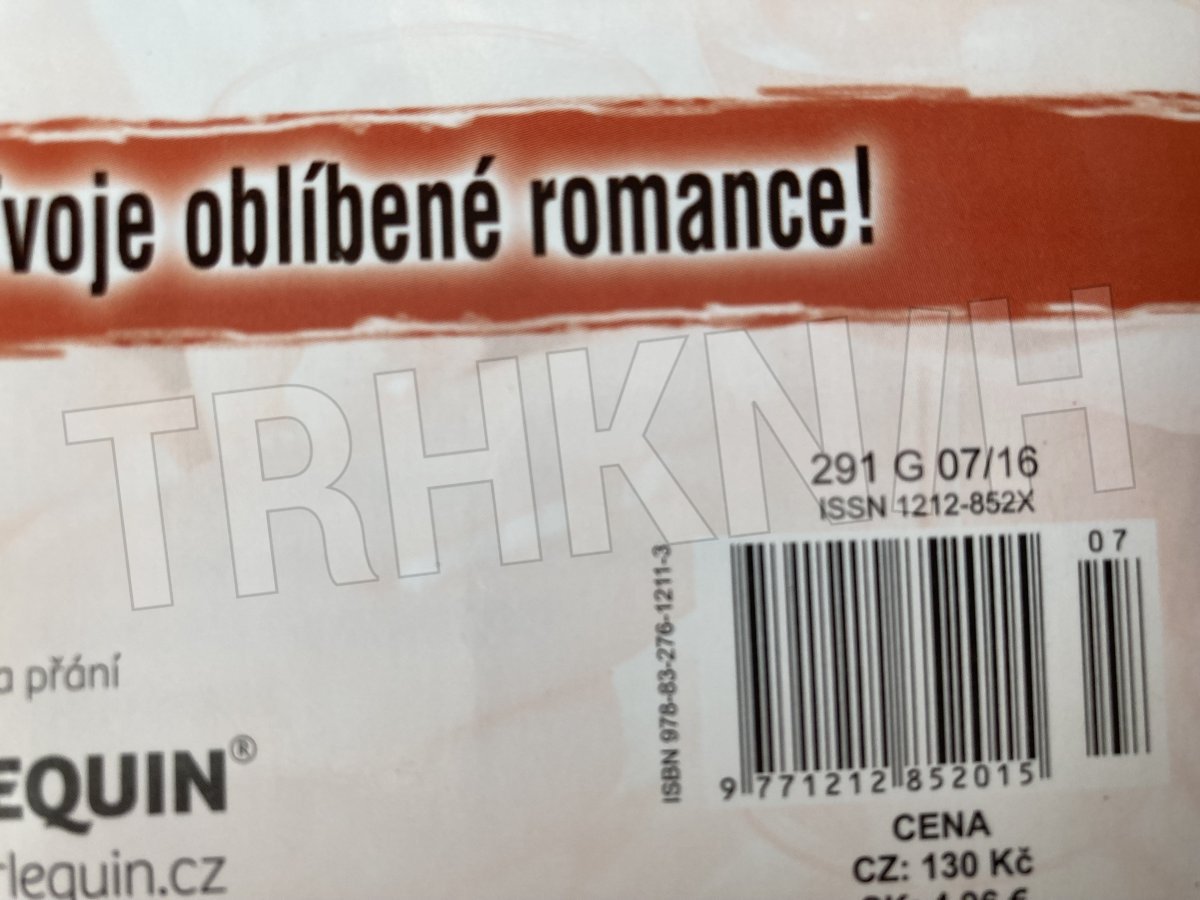 voje oblíbené romance!
TRHKN/H
291 G 07/16
ISSN 1212-852X
07
ISBN 978-83-276-1211-3
9 771212 852015
a přání
EQUIN®
rlequin.cz
CENA
CZ: 130 Kč